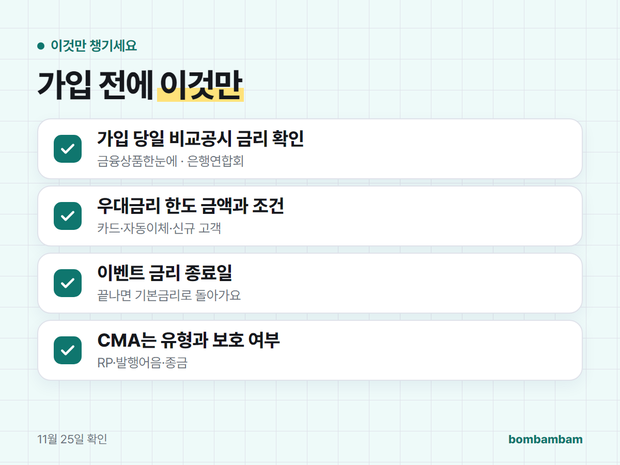 이것만 챙기세요
가입 전에 이것만
가입 당일 비교공시 금리 확인
금융상품한눈에 · 은행연합회
우대금리 한도 금액과 조건
카드·자동이체·신규 고객
이벤트 금리 종료일
끝나면 기본금리로 돌아가요
CMA는 유형과 보호 여부
RP·발행어음·종금
11월 25일 확인
bombambam